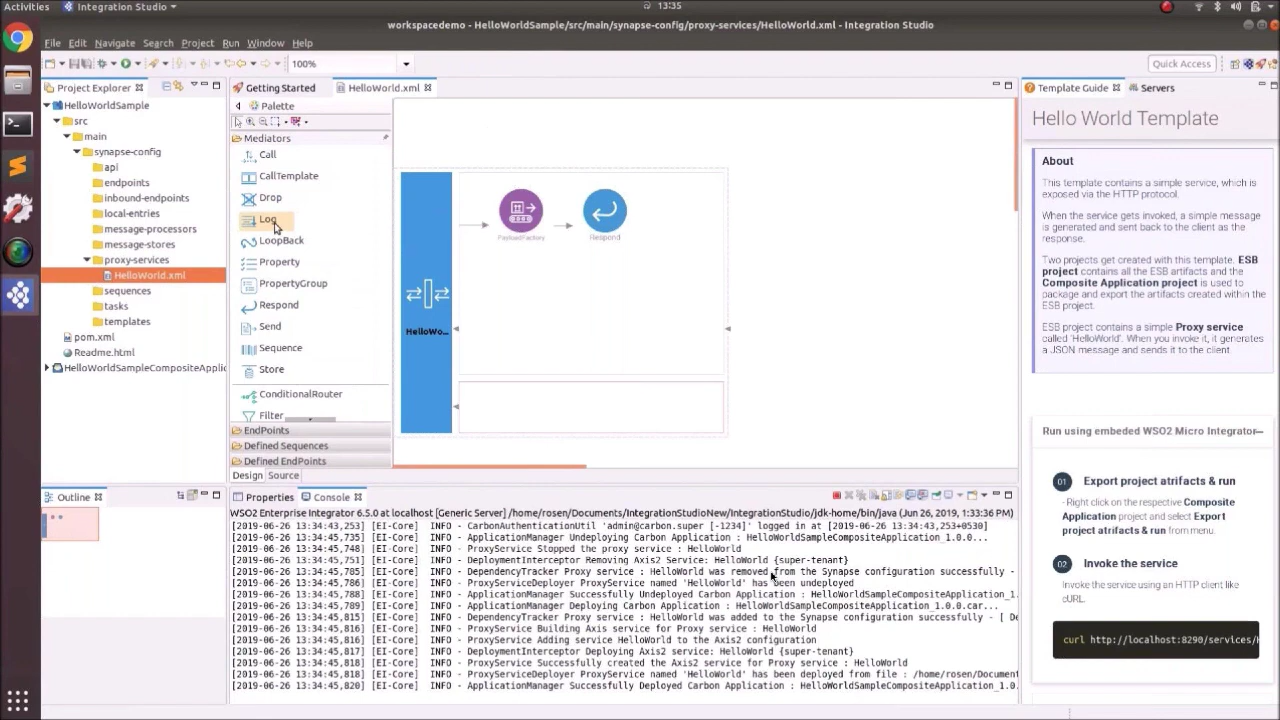 Activities
Integration Studio
13:35
workspacedemo - HelloWorldSample/src/main/synapse-config/proxy-services/HelloWorld.xml - Integration Studio
File Edit Navigate Search Project Run Window Help
100%
Quick Access
Project Explorer
HelloWorldSample
src
main
synapse-config
api
endpoints
inbound-endpoints
local-entries
message-processors
message-stores
proxy-services
HelloWorld.xml
sequences
tasks
templates
pom.xml
Readme.html
HelloWorldSampleCompositeApplic
Outline
Getting Started
HelloWorld.xml
Palette
Mediators
Call
CallTemplate
Drop
Log
LoopBack
Property
PropertyGroup
Respond
Send
Sequence
Store
ConditionalRouter
Filter
EndPoints
Defined Sequences
Defined EndPoints
Design Source
PayloadFactory
Respond
HelloWo...
Properties
Console
WSO2 Enterprise Integrator 6.5.0 at localhost [Generic Server] /home/rosen/Documents/IntegrationStudioNew/IntegrationStudio/jdk-home/bin/java (Jun 26, 2019, 1:33:36 PM)
[2019-06-26 13:34:43,253] [EI-Core] INFO - CarbonAuthenticationUtil 'admin@carbon.super [-1234]' logged in at [2019-06-26 13:34:43,253+0530]
[2019-06-26 13:34:45,735] [EI-Core] INFO - ApplicationManager Undeploying Carbon Application : HelloWorldSampleCompositeApplication_1.0.0...
[2019-06-26 13:34:45,748] [EI-Core] INFO - ProxyService Stopped the proxy service : HelloWorld
[2019-06-26 13:34:45,751] [EI-Core] INFO - DeploymentInterceptor Removing Axis2 Service: HelloWorld {super-tenant}
[2019-06-26 13:34:45,785] [EI-Core] INFO - DependencyTracker Proxy service : HelloWorld was removed from the Synapse configuration successfully -
[2019-06-26 13:34:45,786] [EI-Core] INFO - ProxyServiceDeployer ProxyService named 'HelloWorld' has been undeployed
[2019-06-26 13:34:45,788] [EI-Core] INFO - ApplicationManager Successfully Undeployed Carbon Application : HelloWorldSampleCompositeApplication_1
[2019-06-26 13:34:45,791] [EI-Core] INFO - ApplicationManager Deploying Carbon Application : HelloWorldSampleCompositeApplication_1.0.0.car...
[2019-06-26 13:34:45,815] [EI-Core] INFO - DependencyTracker Proxy service : HelloWorld was added to the Synapse configuration successfully - [ De
[2019-06-26 13:34:45,816] [EI-Core] INFO - ProxyService Building Axis service for Proxy service : HelloWorld
[2019-06-26 13:34:45,816] [EI-Core] INFO - ProxyService Adding service HelloWorld to the Axis2 configuration
[2019-06-26 13:34:45,817] [EI-Core] INFO - DeploymentInterceptor Deploying Axis2 service: HelloWorld {super-tenant}
[2019-06-26 13:34:45,818] [EI-Core] INFO - ProxyService Successfully created the Axis2 service for Proxy service : HelloWorld
[2019-06-26 13:34:45,818] [EI-Core] INFO - ProxyServiceDeployer ProxyService named 'HelloWorld' has been deployed from file : /home/rosen/Document
[2019-06-26 13:34:45,820] [EI-Core] INFO - ApplicationManager Successfully Deployed Carbon Application : HelloWorldSampleCompositeApplication_1.0.
Template Guide
Servers
Hello World Template
About
This template contains a simple service, which is
exposed via the HTTP protocol.
When the service gets invoked, a simple message
is generated and sent back to the client as the
response.
Two projects get created with this template. ESB
project contains all the ESB artifacts and the
Composite Application project is used to
package and export the artifacts created within the
ESB project.
ESB project contains a simple Proxy service
called 'HelloWorld'. When you invoke it, it generates
a JSON message and sends it to the client.
Run using embeded WSO2 Micro Integrator
01 Export project atrifacts & run
- Right click on the respective Composite
Application project and select Export
project atrifacts & run from menu.
02 Invoke the service
Invoke the service using an HTTP client like
cURL.
curl http://localhost:8290/services/H